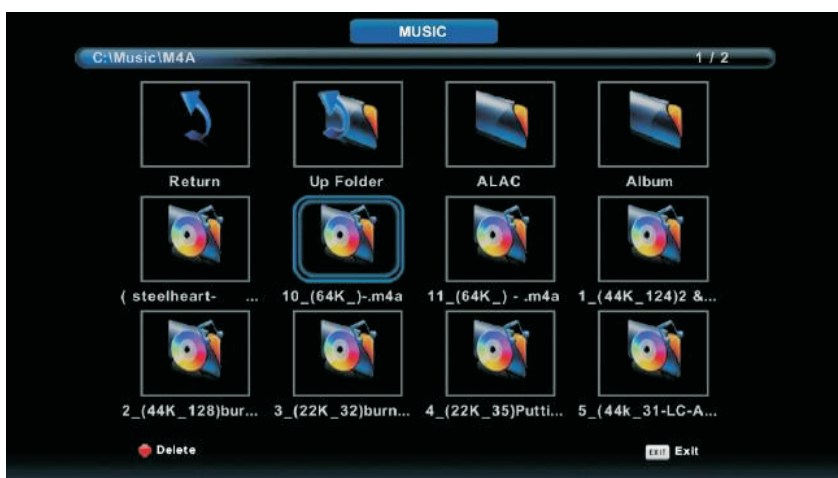 MUSIC
C:\Music\M4A 1 / 2
Return Up Folder ALAC Album
( steelheart- ... 10_(64K_)-.m4a 11_(64K_) - .m4a 1_(44K_124)2 &...
2_(44K_128)bur... 3_(22K_32)burn... 4_(22K_35)Putti... 5_(44k_31-LC-A...
Delete EXIT Exit